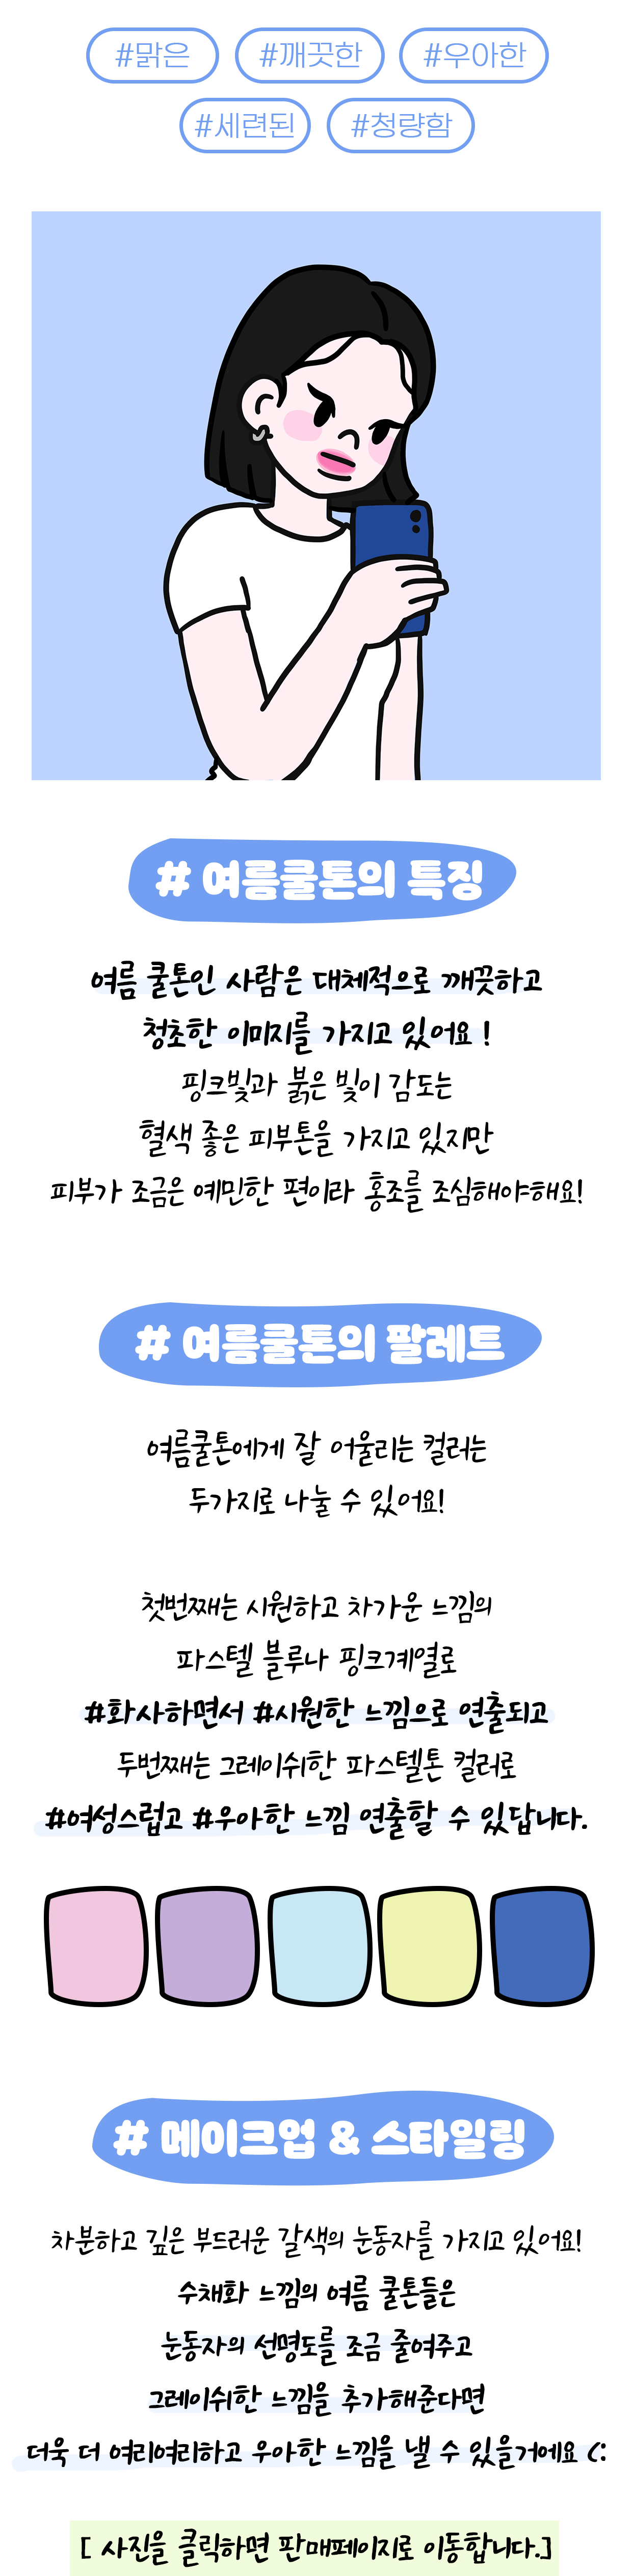 #맑은 #깨끗한 #우아한
#세련된 #청량함
# 여름쿨톤의 특징
여름 쿨톤인 사람은 대체적으로 깨끗하고
청초한 이미지를 가지고 있어요 !
핑크빛과 붉은 빛이 감도는
혈색 좋은 피부톤을 가지고 있지만
피부가 조금은 예민한 편이라 홍조를 조심해야해요!
# 여름쿨톤의 팔레트
여름쿨톤에게 잘 어울리는 컬러는
두가지로 나눌 수 있어요!
첫번째는 시원하고 차가운 느낌의
파스텔 블루나 핑크계열로
#화사하면서 #시원한 느낌으로 연출되고
두번째는 그레이쉬한 파스텔톤 컬러로
#여성스럽고 #우아한 느낌 연출할 수 있답니다.
# 메이크업 & 스타일링
차분하고 깊은 부드러운 갈색의 눈동자를 가지고 있어요!
수채화 느낌의 여름 쿨톤들은
눈동자의 선명도를 조금 줄여주고
그레이쉬한 느낌을 추가해준다면
더욱 더 여리여리하고 우아한 느낌을 낼 수 있을거에요 (:
[ 사진을 클릭하면 판매페이지로 이동합니다.]